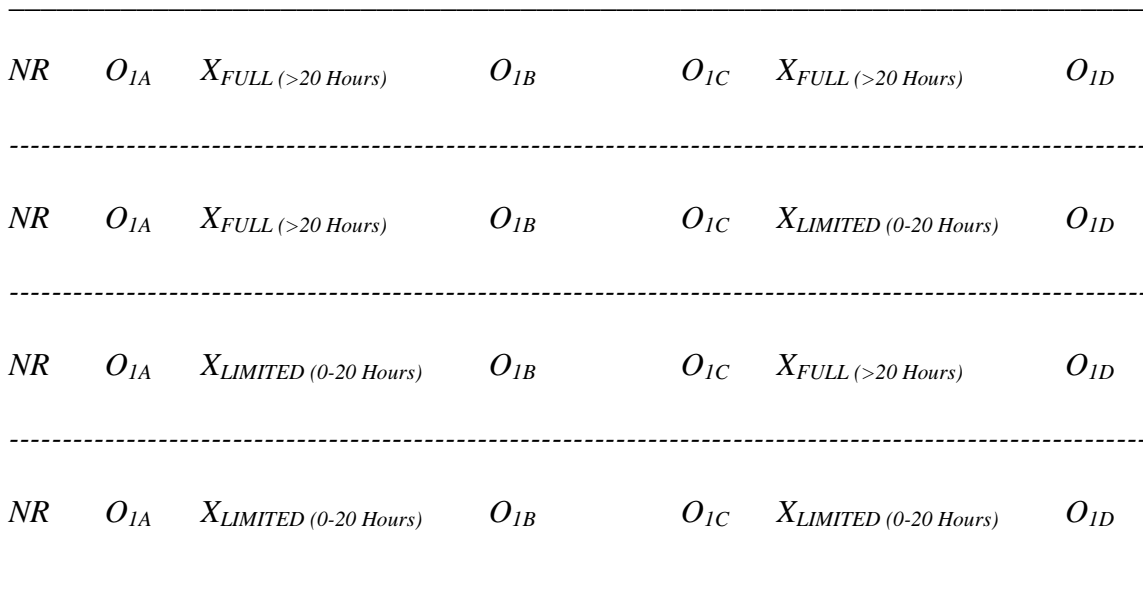 NR O1A XFULL (>20 Hours) O1B O1C XFULL (>20 Hours) O1D
NR O1A XFULL (>20 Hours) O1B O1C XLIMITED (0-20 Hours) O1D
NR O1A XLIMITED (0-20 Hours) O1B O1C XFULL (>20 Hours) O1D
NR O1A XLIMITED (0-20 Hours) O1B O1C XLIMITED (0-20 Hours) O1D